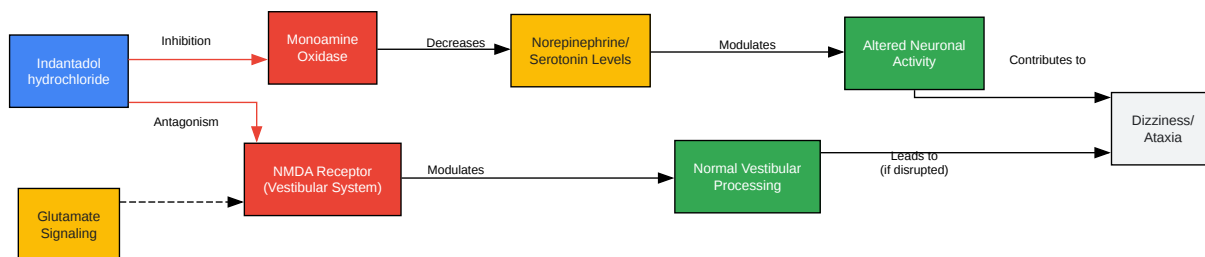 Indantadol
hydrochloride
Inhibition
Monoamine
Oxidase
Decreases
Norepinephrine/
Serotonin Levels
Modulates
Altered Neuronal
Activity
Contributes to
Dizziness/
Ataxia
Antagonism
NMDA Receptor
(Vestibular System)
Modulates
Normal Vestibular
Processing
Leads to
(if disrupted)
Glutamate
Signaling